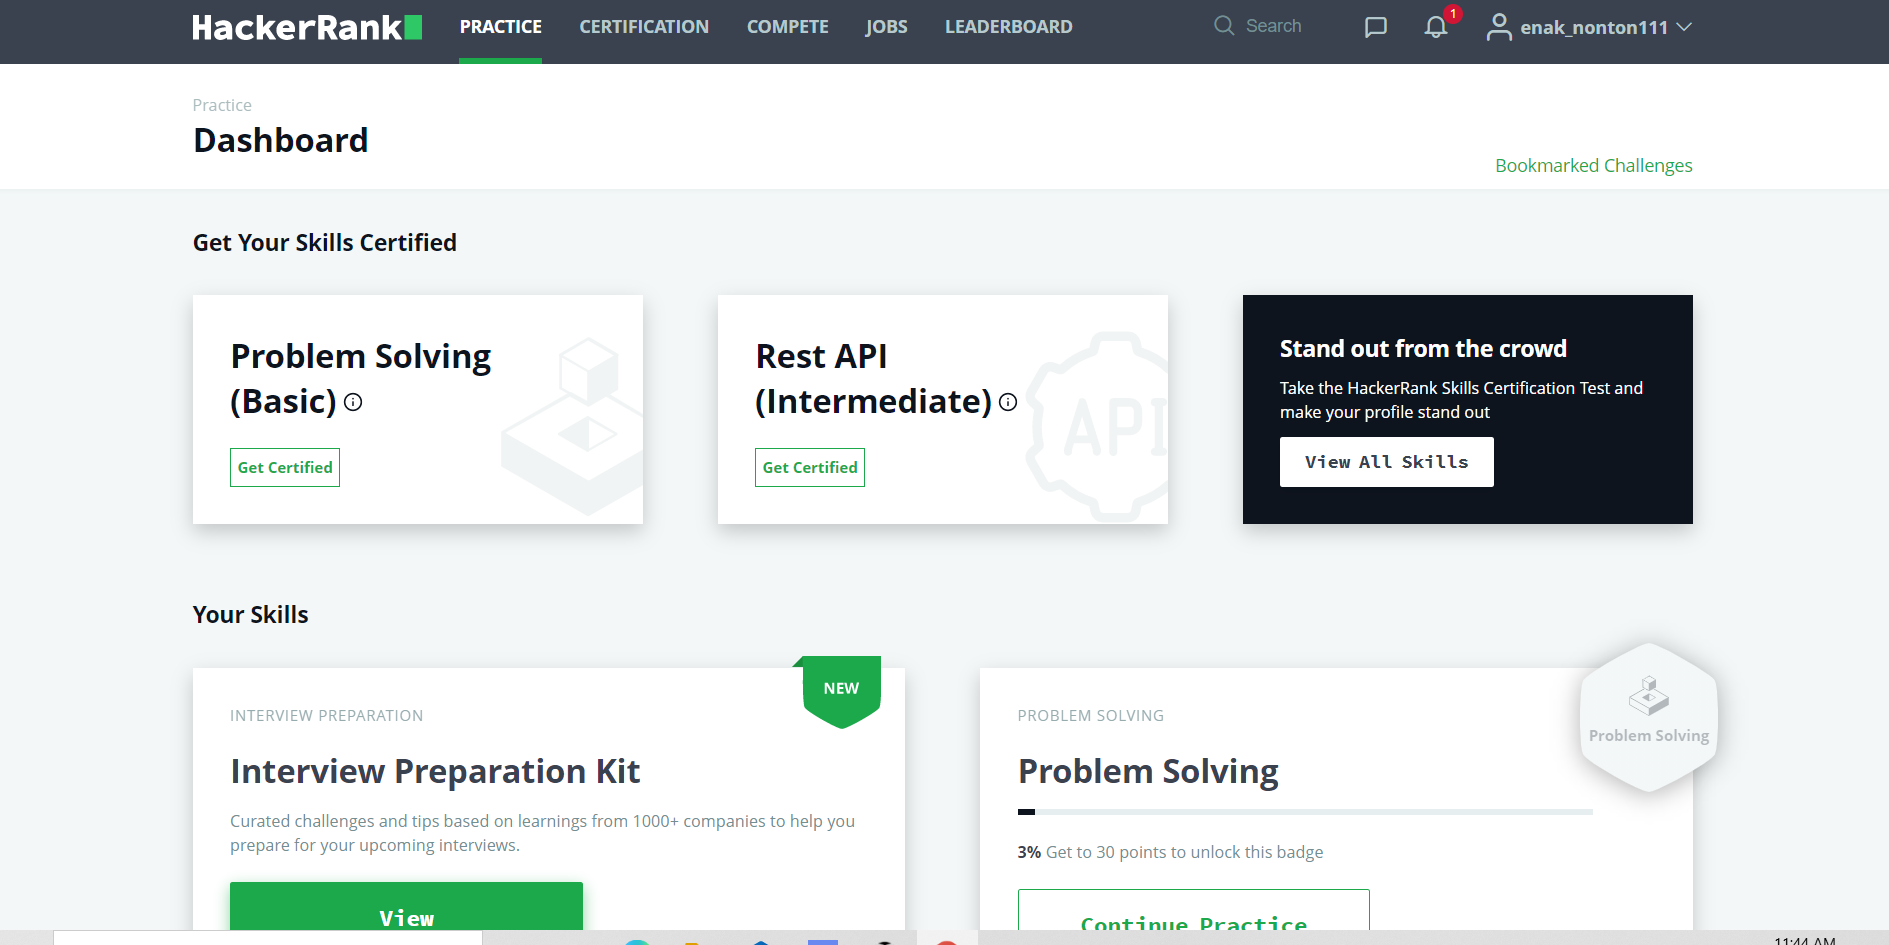 HackerRank
PRACTICE
CERTIFICATION
COMPETE
JOBS
LEADERBOARD
Search
1
enak_nonton111
Practice
Dashboard
Bookmarked Challenges
Get Your Skills Certified
Problem Solving
(Basic)
Get Certified
Rest API
(Intermediate)
API
Get Certified
Stand out from the crowd
Take the HackerRank Skills Certification Test and
make your profile stand out
View All Skills
Your Skills
NEW
INTERVIEW PREPARATION
Interview Preparation Kit
Curated challenges and tips based on learnings from 1000+ companies to help you
prepare for your upcoming interviews.
View
Problem Solving
PROBLEM SOLVING
Problem Solving
3% Get to 30 points to unlock this badge
Continue Practice
11:44 AM